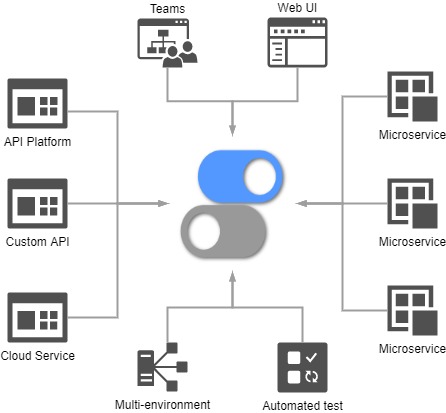 Teams
Web UI
API Platform
Microservice
Custom API
Microservice
Cloud Service
Microservice
Multi-environment
Automated test